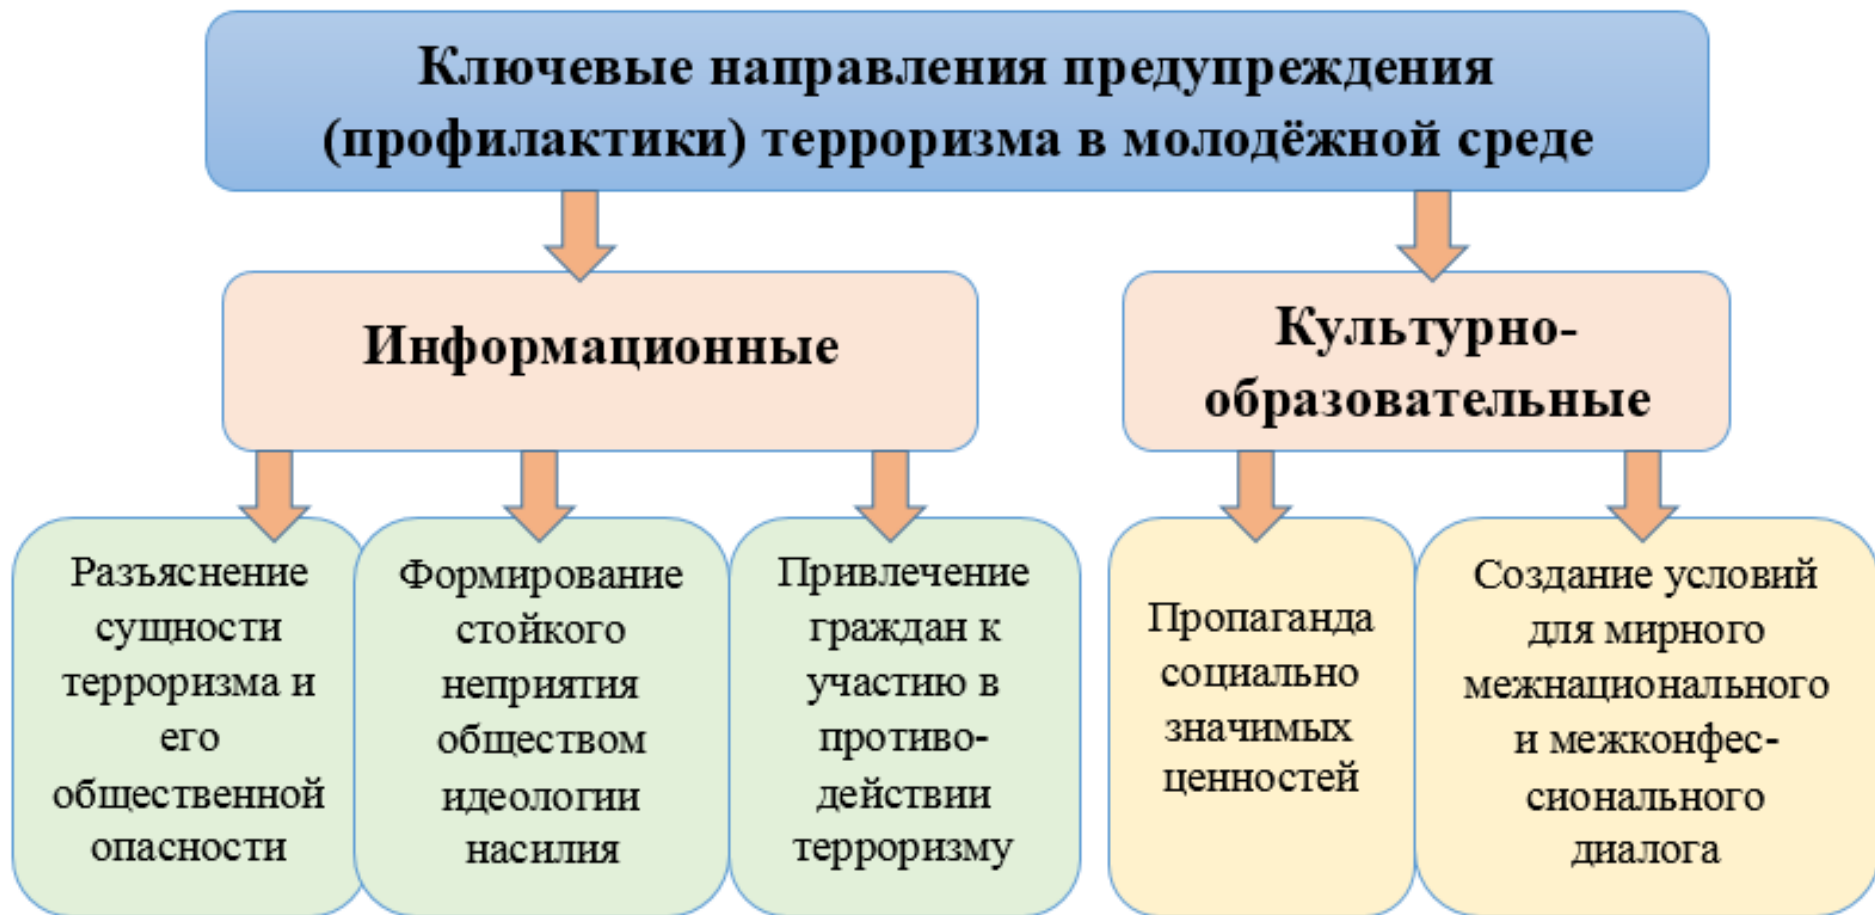 Ключевые направления предупреждения
(профилактики) терроризма в молодёжной среде
Информационные
Культурно-
образовательные
Разъяснение
сущности
терроризма и
его
общественной
опасности
Формирование
стойкого
неприятия
обществом
идеологии
насилия
Привлечение
граждан к
участию в
противо-
действии
терроризму
Пропаганда
социально
значимых
ценностей
Создание условий
для мирного
межнационального
и межконфес-
сионального
диалога